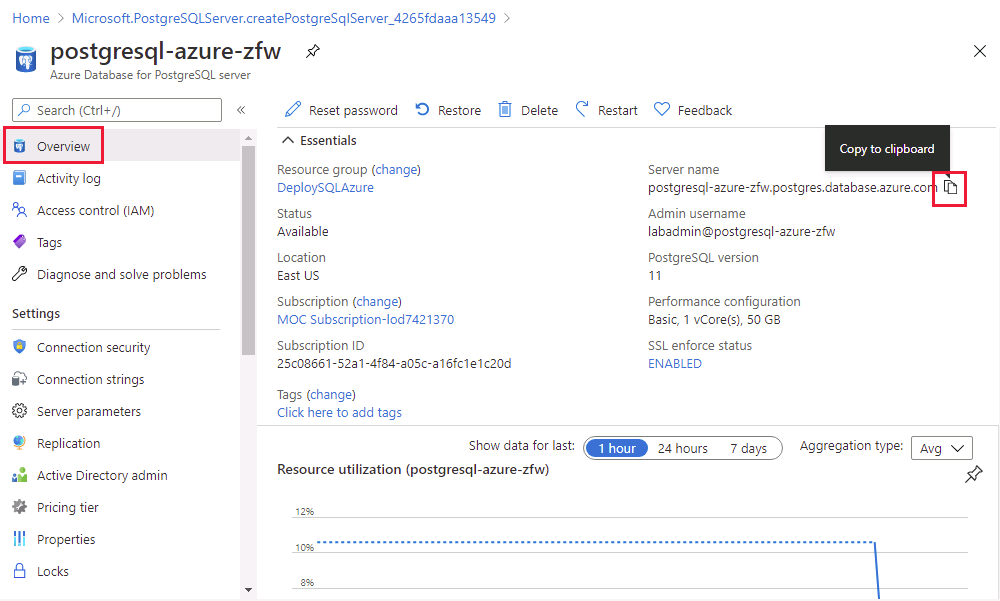 Home > Microsoft.PostgreSQLServer.createPostgreSqlServer_4265fdaaa13549 >
postgresql-azure-zfw
Azure Database for PostgreSQL server
Search (Ctrl+/)
«
Overview
Activity log
Access control (IAM)
Tags
Diagnose and solve problems
Settings
Connection security
Connection strings
Server parameters
Replication
Active Directory admin
Pricing tier
Properties
Locks
Reset password Restore Delete Restart Feedback
Essentials
Copy to clipboard
Resource group (change)
DeploySQLAzure
Status
Available
Location
East US
Subscription (change)
MOC Subscription-lod7421370
Subscription ID
25c08661-52a1-4f84-a05c-a16fc1e1c20d
Tags (change)
Click here to add tags
Server name
postgresql-azure-zfw.postgres.database.azure.com
Admin username
labadmin@postgresql-azure-zfw
PostgreSQL version
11
Performance configuration
Basic, 1 vCore(s), 50 GB
SSL enforce status
ENABLED
Show data for last: 1 hour 24 hours 7 days Aggregation type: Avg
Resource utilization (postgresql-azure-zfw)
12%
10%
8%